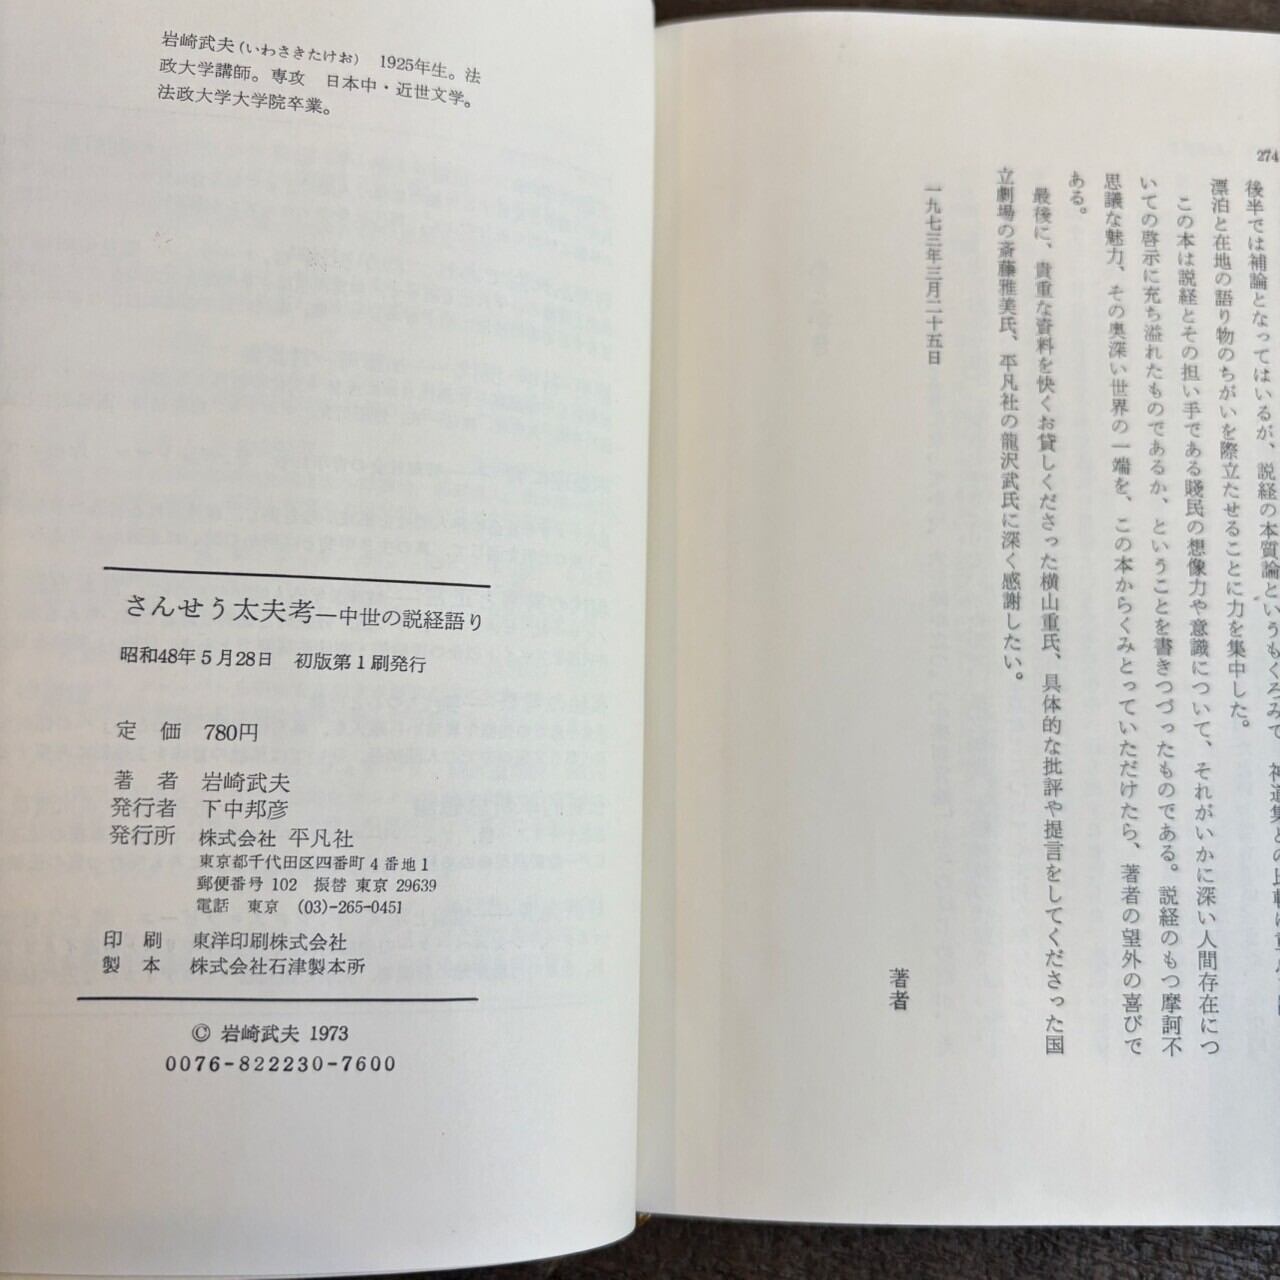 274
後半では補論となってはいるが、説経の本質論というもくろみで、神道集との比較に重
漂泊と在地の語り物のちがいを際立たせることに力を集中した。
この本は説経とその担い手である賤民の想像力や意識について、それがいかに深い人間存在につ
いての啓示に充ち溢れたものであるか、ということを書きつづったものである。説経のもつ摩訶不
思議な魅力、その奥深い世界の一端を、この本からくみとっていただけたら、著者の望外の喜びで
ある。
最後に、貴重な資料を快くお貸しくださった横山重氏、具体的な批評や提言をしてくださった国
立劇場の斎藤雅美氏、平凡社の龍沢武氏に深く感謝したい。
一九七三年三月二十五日
著者
岩崎武夫(いわさきたけお) 1925年生。法
政大学講師。専攻 日本中・近世文学。
法政大学大学院卒業。
さんせう太夫考―中世の説経語り
昭和48年5月28日 初版第1刷発行
定 価 780円
著 者 岩崎武夫
発行者 下中邦彦
発行所 株式会社 平凡社
東京都千代田区四番町4番地1
郵便番号 102 振替 東京 29639
電話 東京 (03)-265-0451
印 刷 東洋印刷株式会社
製 本 株式会社石津製本所
© 岩崎武夫 1973
0076-822230-7600